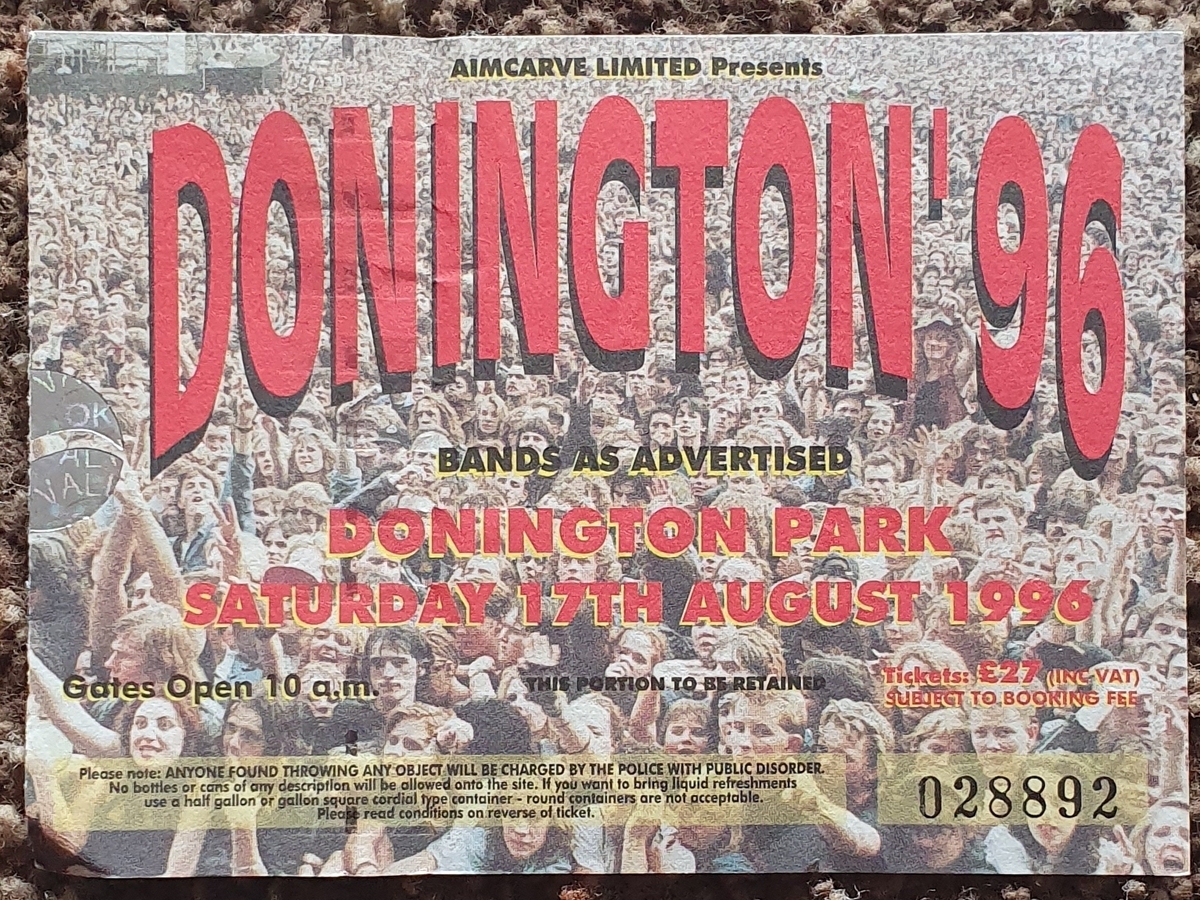 AIMCARVE LIMITED Presents
DONINGTON '96
BANDS AS ADVERTISED
DONINGTON PARK
SATURDAY 17TH AUGUST 1996
Gates Open 10 a.m.
THIS PORTION TO BE RETAINED
Tickets: £27 (INC VAT)
SUBJECT TO BOOKING FEE
Please note: ANYONE FOUND THROWING ANY OBJECT WILL BE CHARGED BY THE POLICE WITH PUBLIC DISORDER.
No bottles or cans of any description will be allowed onto the site. If you want to bring liquid refreshments
use a half gallon or gallon square cordial type container – round containers are not acceptable.
Please read conditions on reverse of ticket.
028892